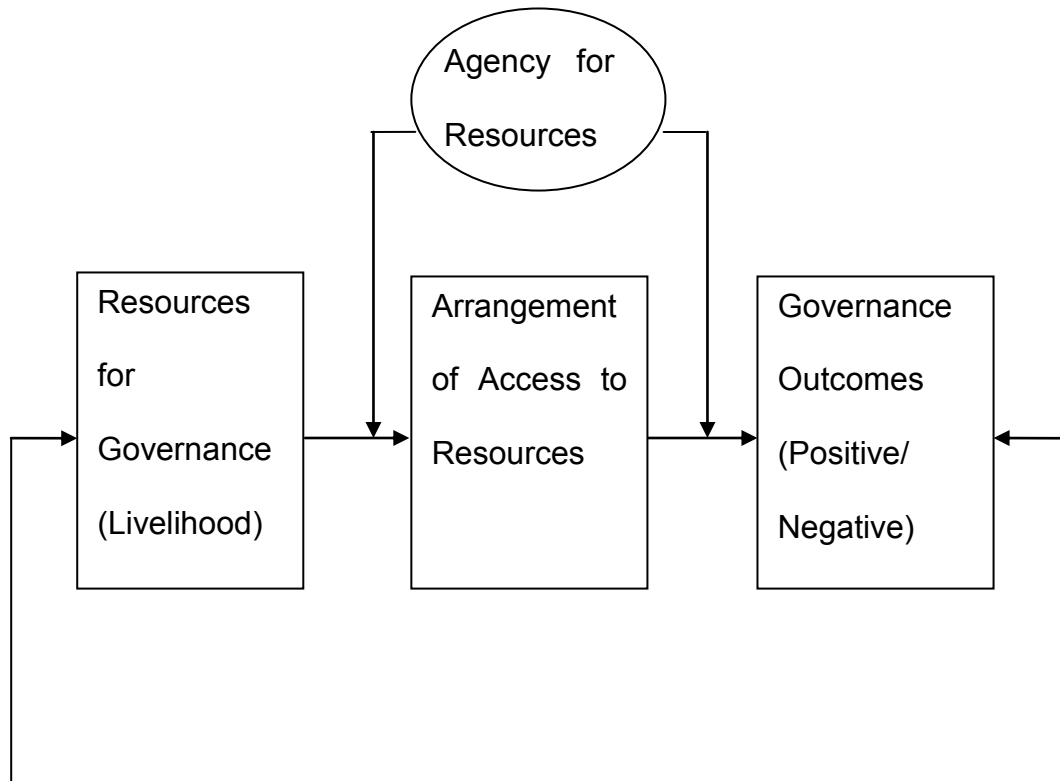 Agency for
Resources
Resources
for
Governance
(Livelihood)
Arrangement
of Access to
Resources
Governance
Outcomes
(Positive/
Negative)